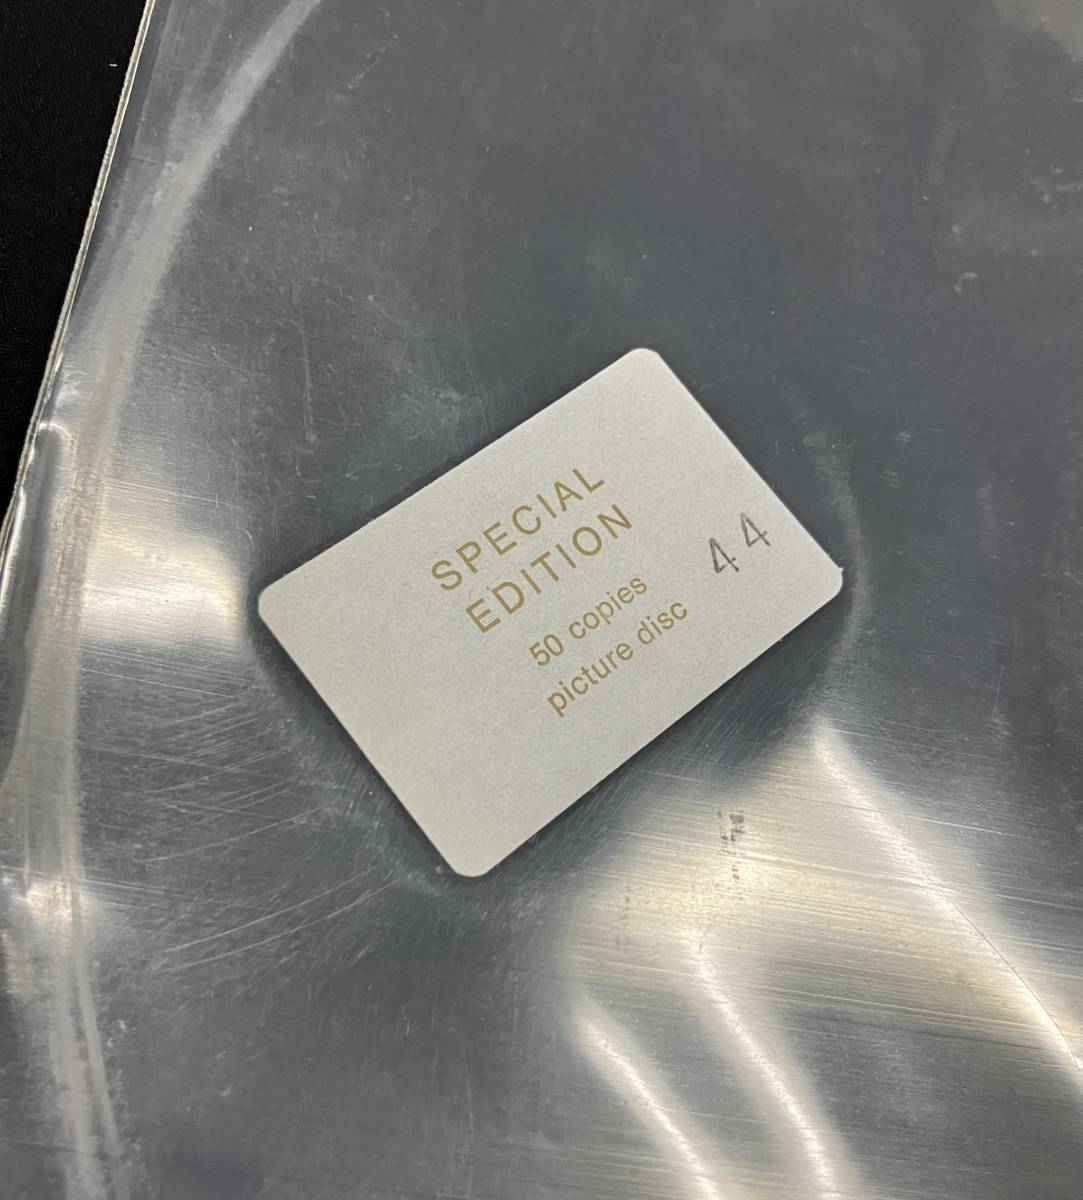 SPECIAL
EDITION
50 copies
picture disc
44